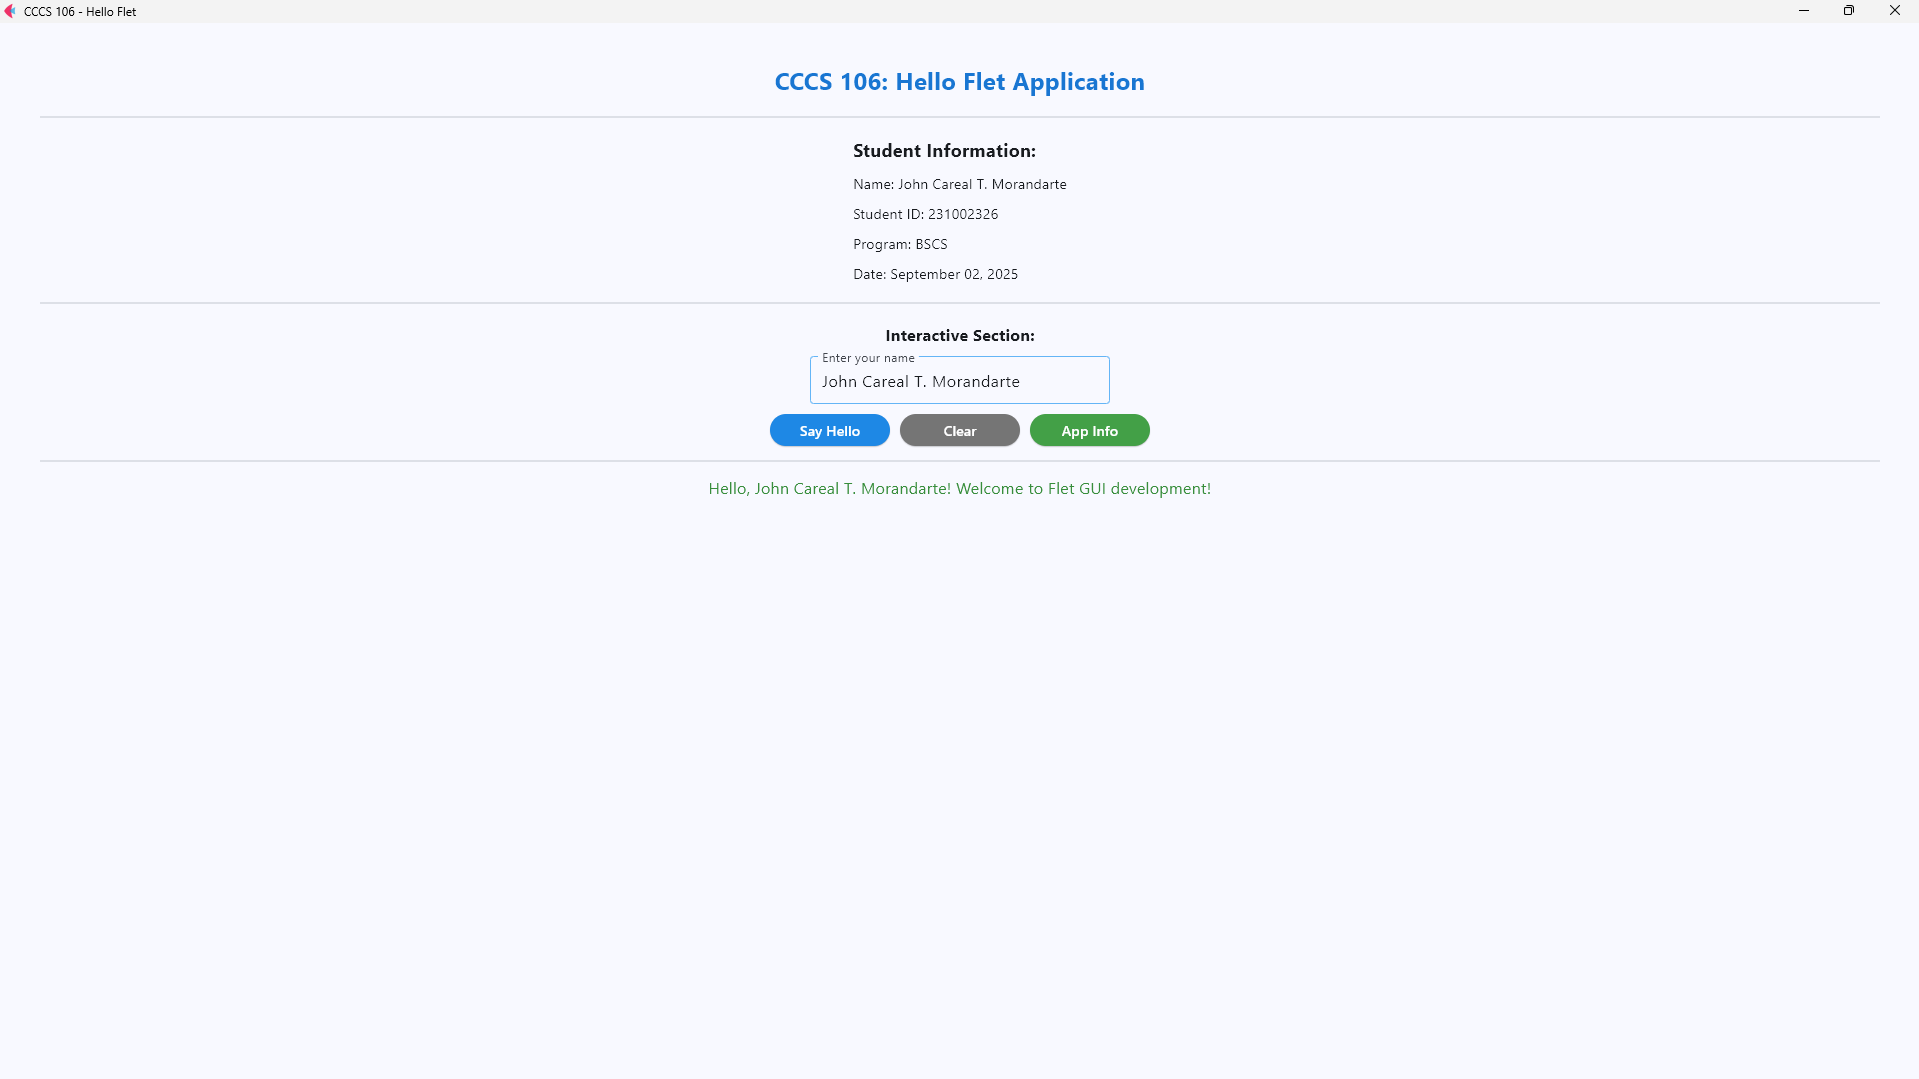 CCCS 106 - Hello Flet
CCCS 106: Hello Flet Application
Student Information:
Name: John Careal T. Morandarte
Student ID: 231002326
Program: BSCS
Date: September 02, 2025
Interactive Section:
Enter your name
John Careal T. Morandarte
Say Hello Clear App Info
Hello, John Careal T. Morandarte! Welcome to Flet GUI development!